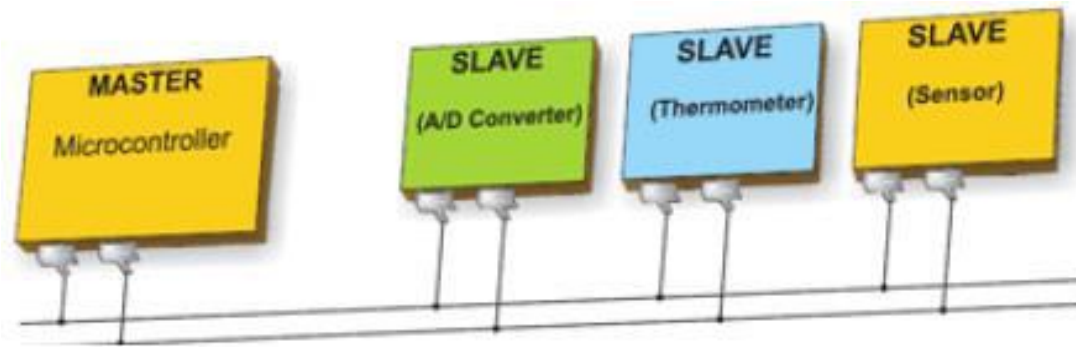 MASTER
Microcontroller
SLAVE
(A/D Converter)
SLAVE
(Thermometer)
SLAVE
(Sensor)